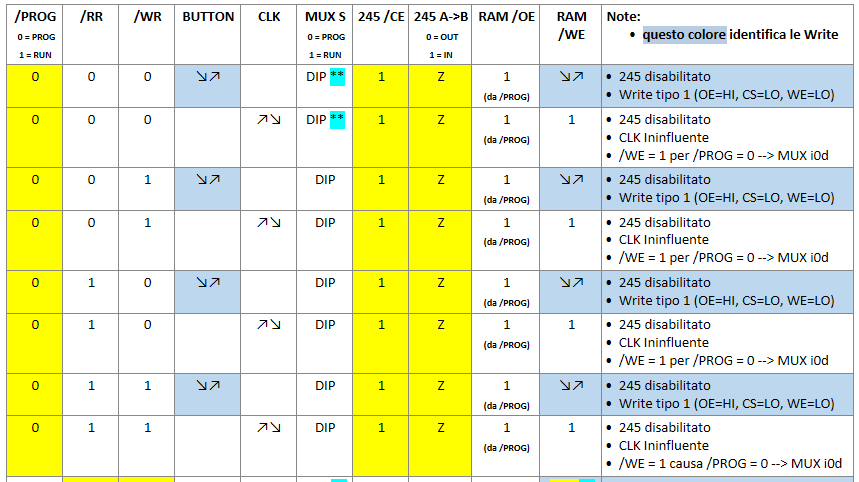 /PROG /RR /WR BUTTON CLK MUX S 245 /CE 245 A->B RAM /OE RAM /WE Note:
0 = PROG 0 = PROG 0 = OUT • questo colore identifica le Write
1 = RUN 1 = RUN 1 = IN
0 0 0 ↘↗ DIP ** 1 Z 1 ↘↗ • 245 disabilitato
(da /PROG) • Write tipo 1 (OE=HI, CS=LO, WE=LO)
0 0 0 ↗↘ DIP ** 1 Z 1 1 • 245 disabilitato
(da /PROG) • CLK Ininfluente
• /WE = 1 per /PROG = 0 --> MUX i0d
0 0 1 ↘↗ DIP 1 Z 1 ↘↗ • 245 disabilitato
(da /PROG) • Write tipo 1 (OE=HI, CS=LO, WE=LO)
0 0 1 ↗↘ DIP 1 Z 1 1 • 245 disabilitato
(da /PROG) • CLK Ininfluente
• /WE = 1 per /PROG = 0 --> MUX i0d
0 1 0 ↘↗ DIP 1 Z 1 ↘↗ • 245 disabilitato
(da /PROG) • Write tipo 1 (OE=HI, CS=LO, WE=LO)
0 1 0 ↗↘ DIP 1 Z 1 1 • 245 disabilitato
(da /PROG) • CLK Ininfluente
• /WE = 1 per /PROG = 0 --> MUX i0d
0 1 1 ↘↗ DIP 1 Z 1 ↘↗ • 245 disabilitato
(da /PROG) • Write tipo 1 (OE=HI, CS=LO, WE=LO)
0 1 1 ↗↘ DIP 1 Z 1 1 • 245 disabilitato
(da /PROG) • CLK Ininfluente
• /WE = 1 causa /PROG = 0 --> MUX i0d